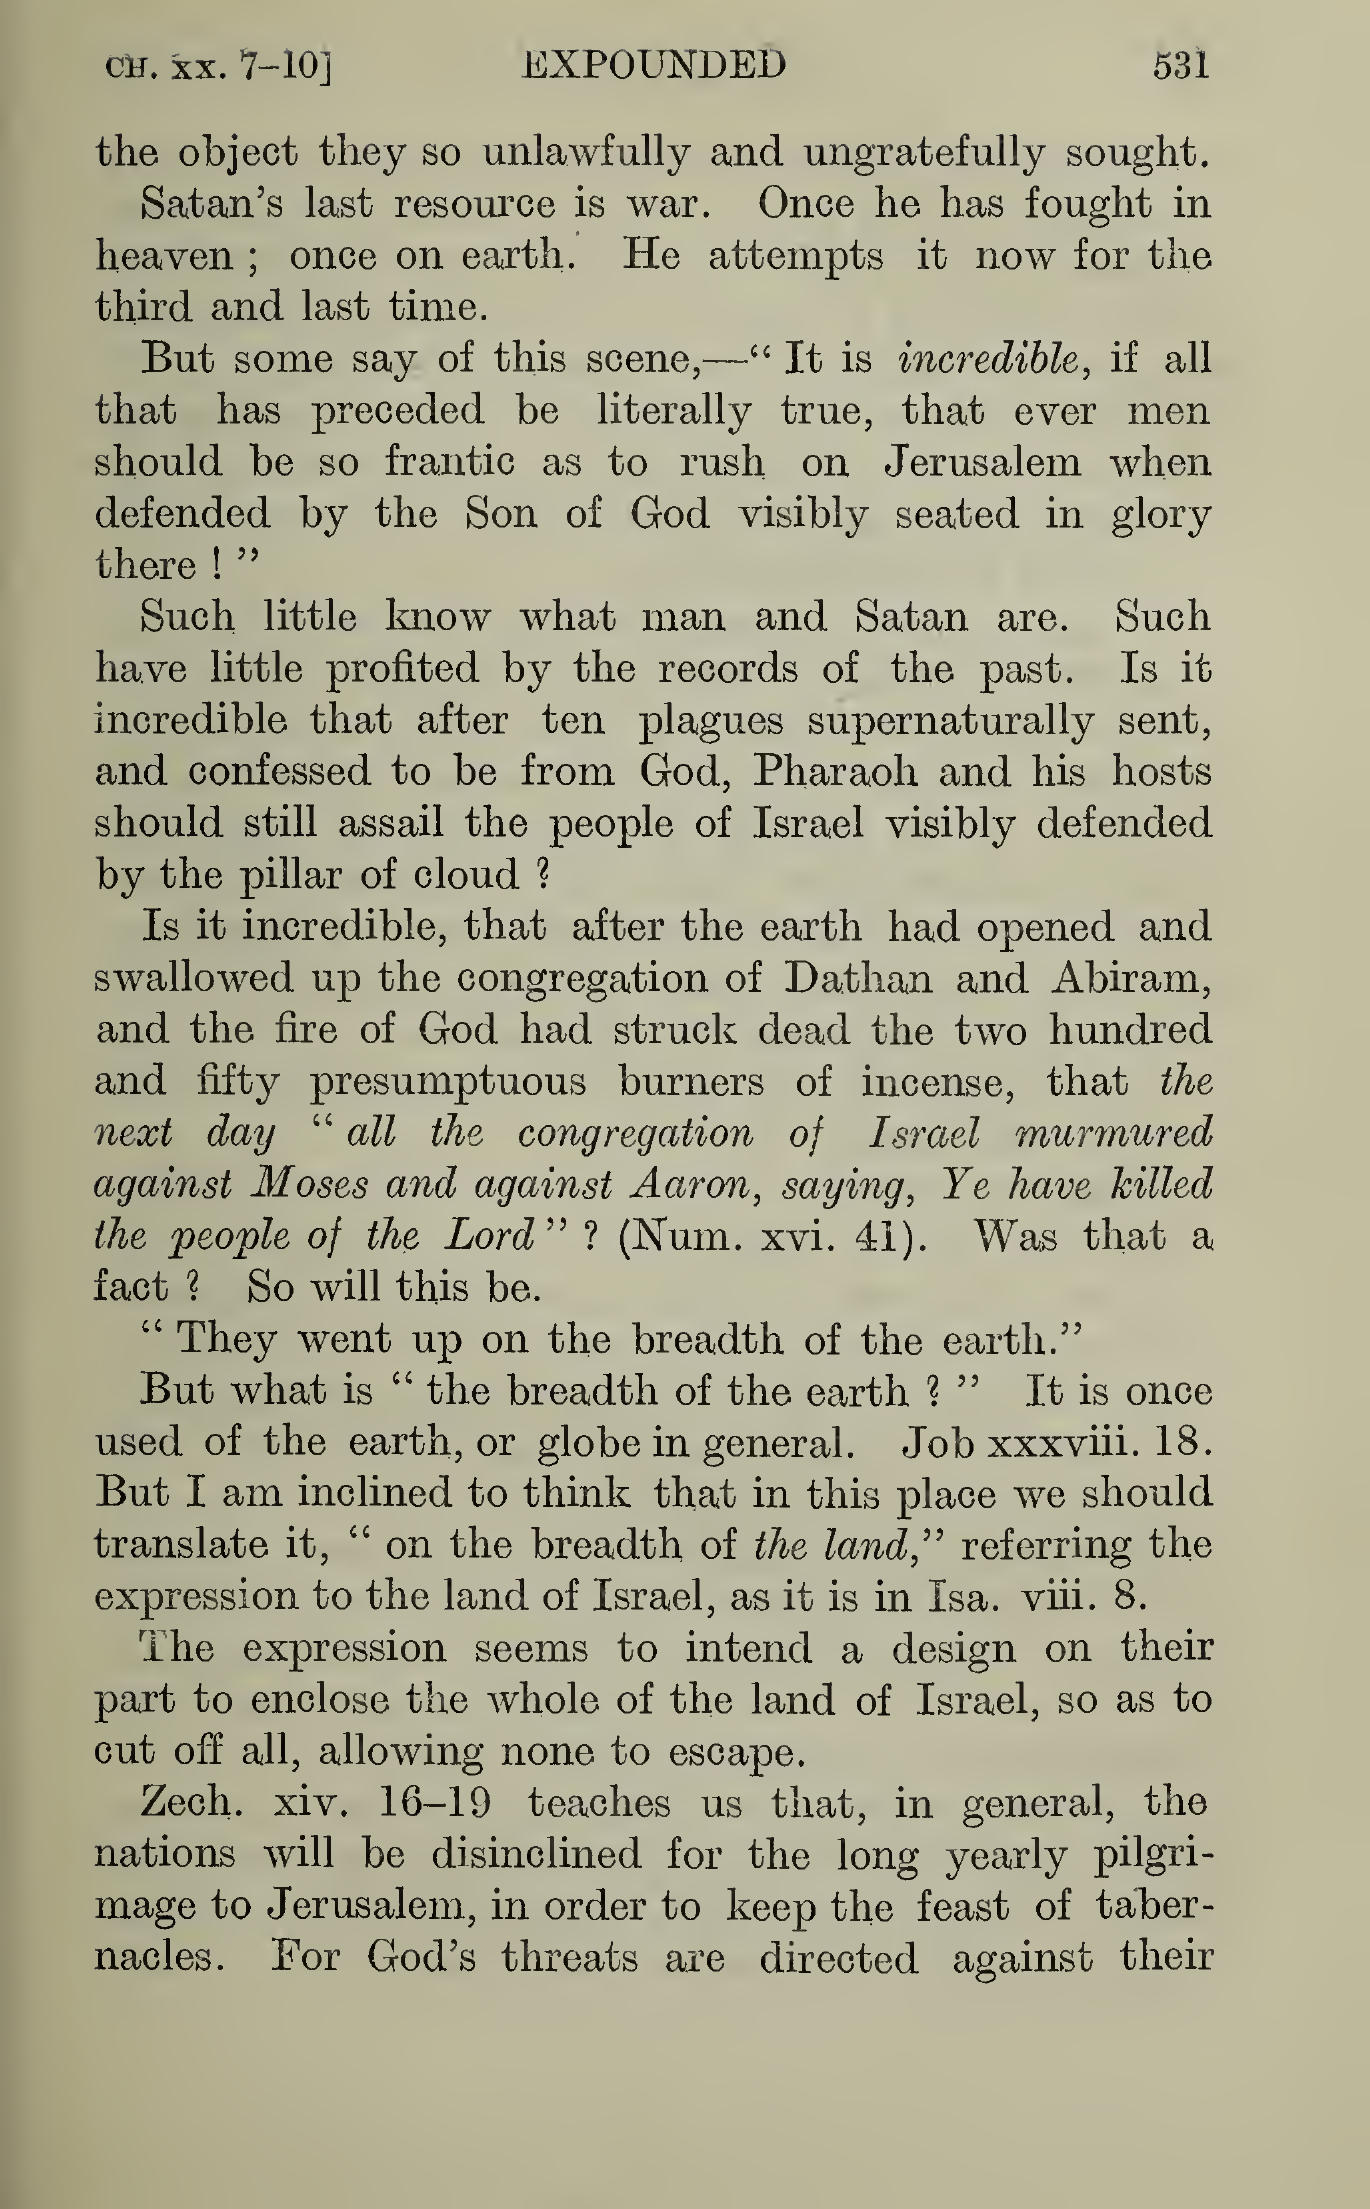 CH. XX. 7–10] EXPOUNDED 531
the object they so unlawfully and ungratefully sought.
Satan's last resource is war. Once he has fought in
heaven ; once on earth. He attempts it now for the
third and last time.
But some say of this scene,—“ It is incredible, if all
that has preceded be literally true, that ever men
should be so frantic as to rush on Jerusalem when
defended by the Son of God visibly seated in glory
there ! ”
Such little know what man and Satan are. Such
have little profited by the records of the past. Is it
incredible that after ten plagues supernaturally sent,
and confessed to be from God, Pharaoh and his hosts
should still assail the people of Israel visibly defended
by the pillar of cloud ?
Is it incredible, that after the earth had opened and
swallowed up the congregation of Dathan and Abiram,
and the fire of God had struck dead the two hundred
and fifty presumptuous burners of incense, that the
next day “ all the congregation of Israel murmured
against Moses and against Aaron, saying, Ye have killed
the people of the Lord ” ? (Num. xvi. 41). Was that a
fact ? So will this be.
“ They went up on the breadth of the earth.”
But what is “ the breadth of the earth ? ” It is once
used of the earth, or globe in general. Job xxxviii. 18.
But I am inclined to think that in this place we should
translate it, “ on the breadth of the land,” referring the
expression to the land of Israel, as it is in Isa. viii. 8.
The expression seems to intend a design on their
part to enclose the whole of the land of Israel, so as to
cut off all, allowing none to escape.
Zech. xiv. 16–19 teaches us that, in general, the
nations will be disinclined for the long yearly pilgri-
mage to Jerusalem, in order to keep the feast of taber-
nacles. For God's threats are directed against their